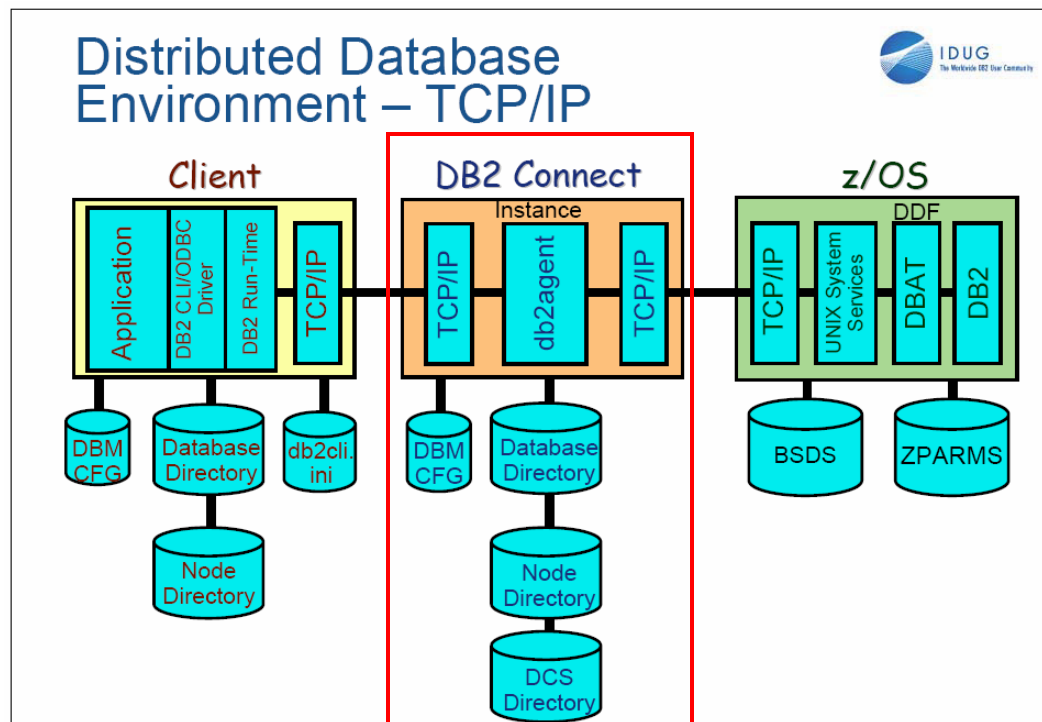 Distributed Database
Environment – TCP/IP
IDUG
The Worldwide DB2 User Community
Client
DB2 Connect
z/OS
Application
DB2 CLI/ODBC
Driver
DB2 Run-Time
TCP/IP
DBM
CFG
Database
Directory
db2cli.
ini
Node
Directory
Instance
TCP/IP
db2agent
TCP/IP
DBM
CFG
Database
Directory
Node
Directory
DCS
Directory
DDF
TCP/IP
UNIX System
Services
DBAT
DB2
BSDS
ZPARMS